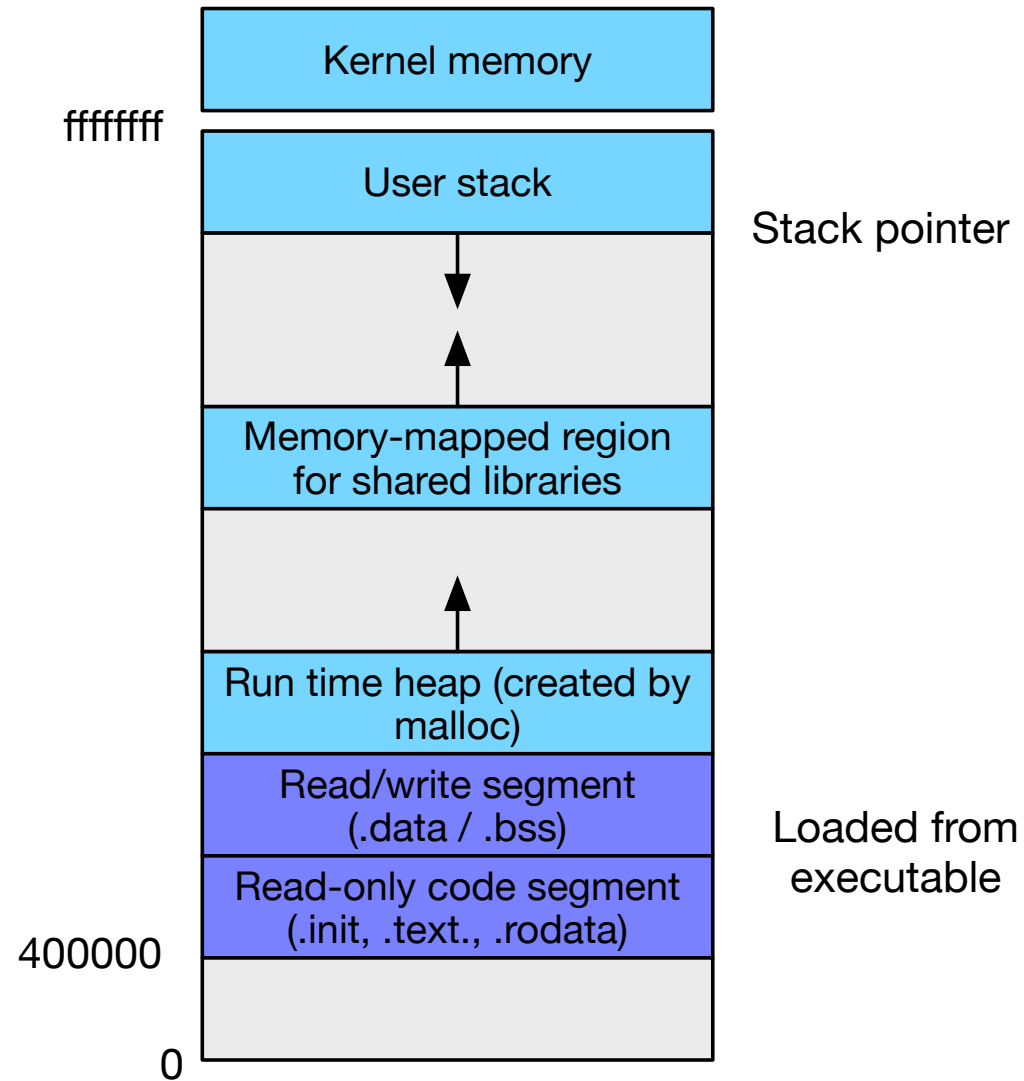 Kernel memory
ffffffff
User stack
Stack pointer
Memory-mapped region
for shared libraries
Run time heap (created by
malloc)
Read/write segment
(.data / .bss)
Loaded from
executable
Read-only code segment
(.init, .text., .rodata)
400000
0